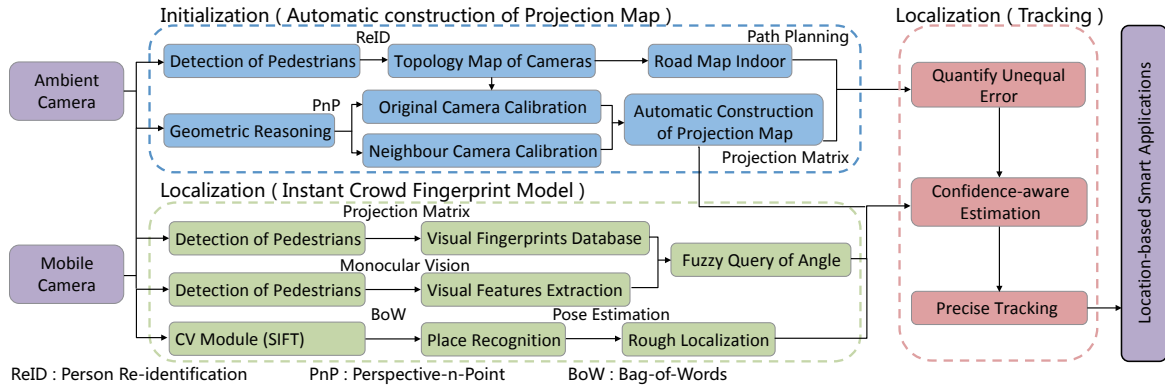 Initialization ( Automatic construction of Projection Map)
Localization ( Tracking )
ReID
Path Planning
Ambient
Camera
Detection of Pedestrians
Topology Map of Cameras
Road Map Indoor
Quantify Unequal
Error
PnP
Original Camera Calibration
Geometric Reasoning
Automatic Construction
of Projection Map
Neighbour Camera Calibration
Projection Matrix
Localization ( Instant Crowd Fingerprint Model )
Confidence-aware
Estimation
Projection Matrix
Detection of Pedestrians
Visual Fingerprints Database
Mobile
Camera
Monocular Vision
Fuzzy Query of Angle
Detection of Pedestrians
Visual Features Extraction
BoW
Pose Estimation
Precise Tracking
CV Module (SIFT)
Place Recognition
Rough Localization
Location-based Smart Applications
ReID : Person Re-identification
PnP : Perspective-n-Point
BoW : Bag-of-Words